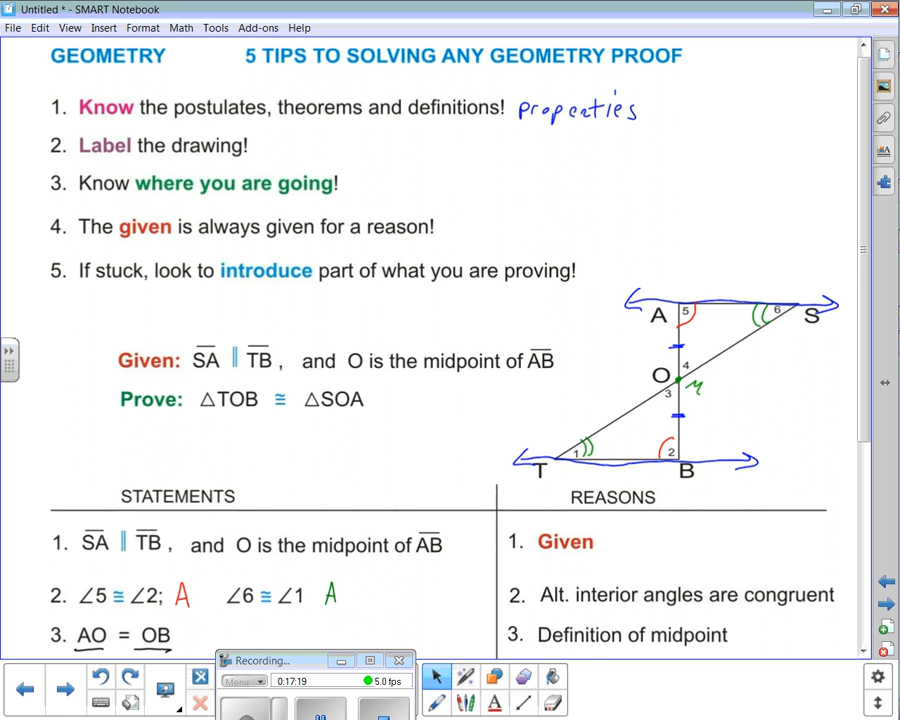 Untitled * - SMART Notebook
File Edit View Insert Format Math Tools Add-ons Help
GEOMETRY 5 TIPS TO SOLVING ANY GEOMETRY PROOF
1. Know the postulates, theorems and definitions! properties
2. Label the drawing!
3. Know where you are going!
4. The given is always given for a reason!
5. If stuck, look to introduce part of what you are proving!
A 5 6 S
Given: SA ∥ TB, and O is the midpoint of AB
O 4
3 M
Prove: △TOB ≅ △SOA
1 2
T B
STATEMENTS REASONS
1. SA ∥ TB, and O is the midpoint of AB 1. Given
2. ∠5 ≅ ∠2; A ∠6 ≅ ∠1 A 2. Alt. interior angles are congruent
3. AO = OB 3. Definition of midpoint
Recording...
Menu 0:17:19 5.0 fps
A